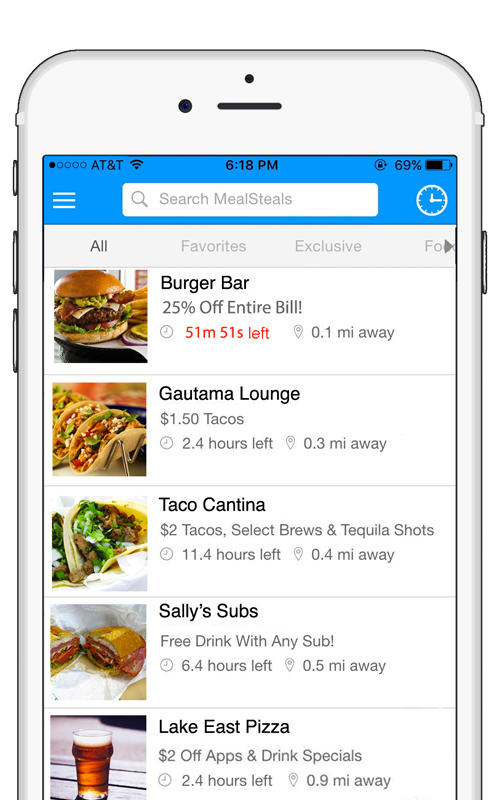 AT&T 6:18 PM 69%
Search MealSteals
All Favorites Exclusive
Burger Bar
25% Off Entire Bill!
51m 51s left 0.1 mi away
Gautama Lounge
$1.50 Tacos
2.4 hours left 0.3 mi away
Taco Cantina
$2 Tacos, Select Brews & Tequila Shots
11.4 hours left 0.4 mi away
Sally's Subs
Free Drink With Any Sub!
6.4 hours left 0.5 mi away
Lake East Pizza
$2 Off Apps & Drink Specials
2.4 hours left 0.9 mi away